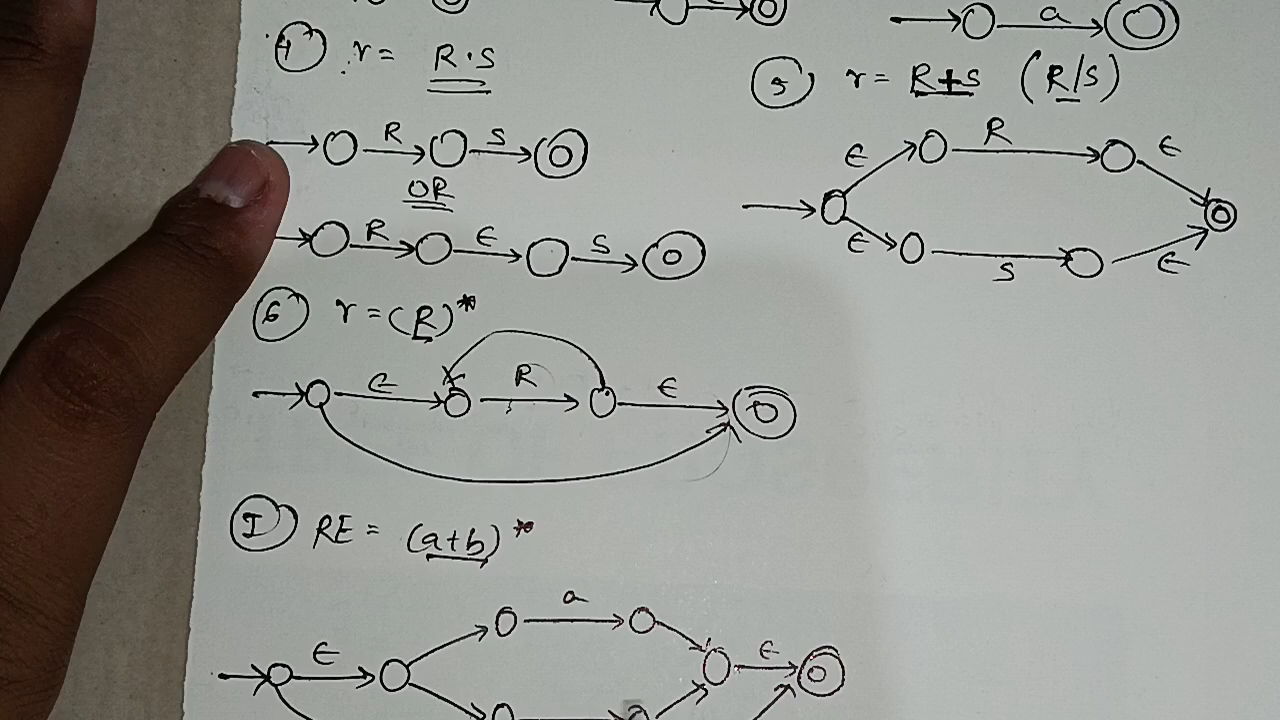 a
4 r = R·S
5 r = R+S (R/S)
R S
ϵ R ϵ
OR
R ϵ S
ϵ S ϵ
6 r = (R)*
ϵ R ϵ
I RE = (a+b)*
a
ϵ ϵ